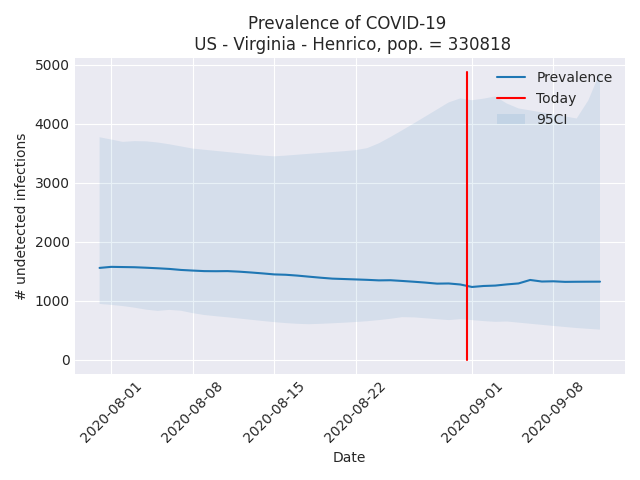 Prevalence of COVID-19
US - Virginia - Henrico, pop. = 330818
Prevalence
Today
95CI
5000
4000
3000
2000
1000
0
# undetected infections
2020-08-01
2020-08-08
2020-08-15
2020-08-22
2020-09-01
2020-09-08
Date